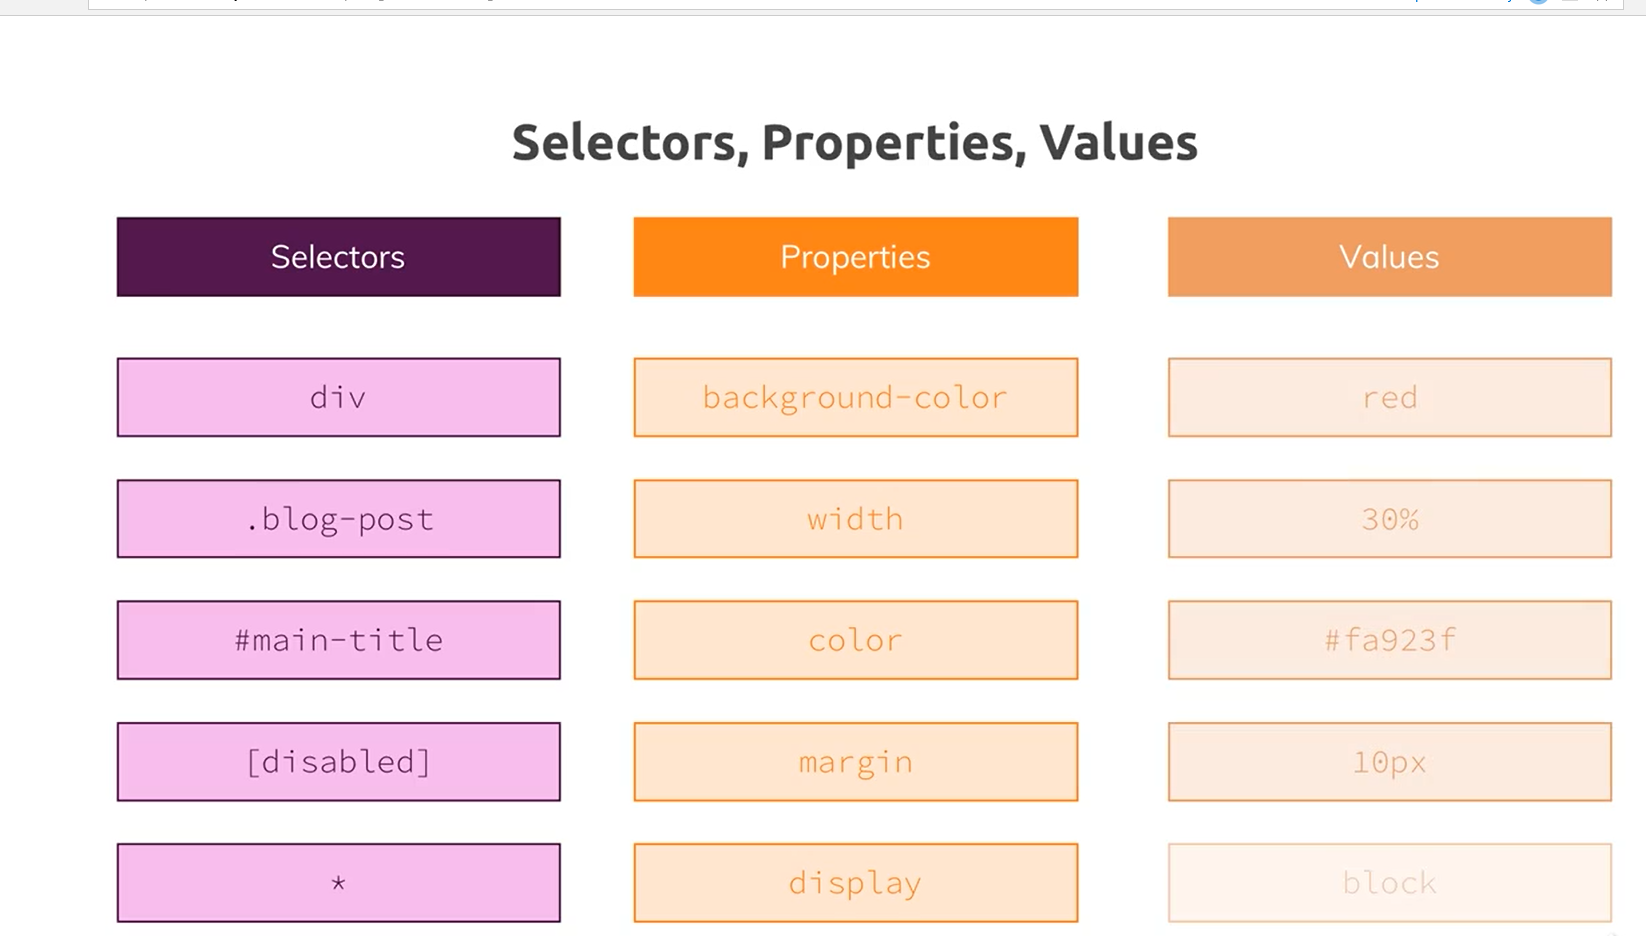 Selectors, Properties, Values
Selectors Properties Values
div background-color red
.blog-post width 30%
#main-title color #fa923f
[disabled] margin 10px
* display block